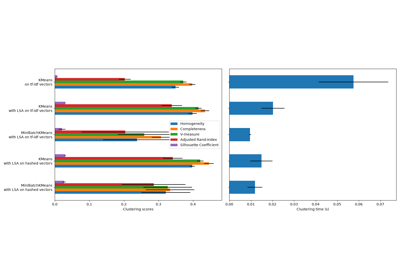 KMeans
on tf-idf vectors
KMeans
with LSA on tf-idf vectors
MiniBatchKMeans
with LSA on tf-idf vectors
KMeans
with LSA on hashed vectors
MiniBatchKMeans
with LSA on hashed vectors
Homogeneity
Completeness
V-measure
Adjusted Rand-Index
Silhouette Coefficient
0.0 0.1 0.2 0.3 0.4
Clustering scores
0.00 0.01 0.02 0.03 0.04 0.05 0.06 0.07
Clustering time (s)